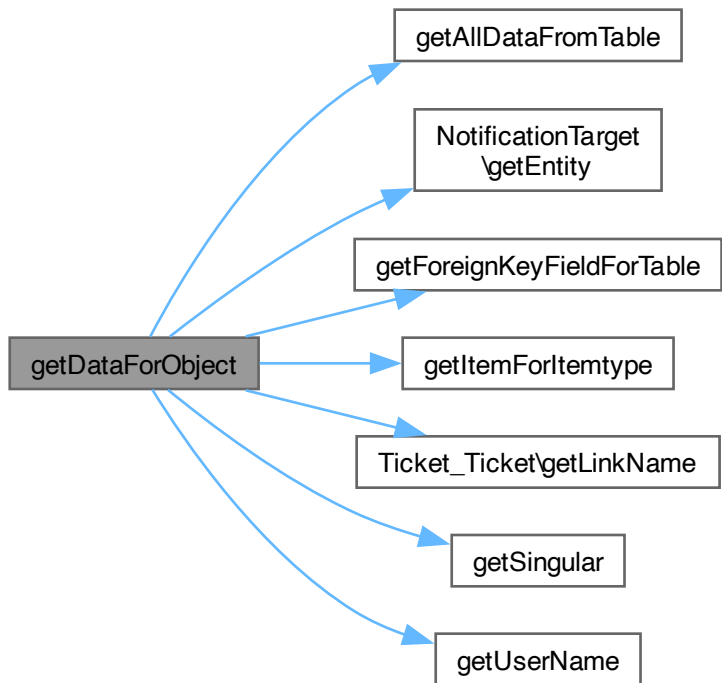 getAllDataFromTable
NotificationTarget
\getEntity
getForeignKeyFieldForTable
getDataForObject
getItemForItemtype
Ticket_Ticket\getLinkName
getSingular
getUserName